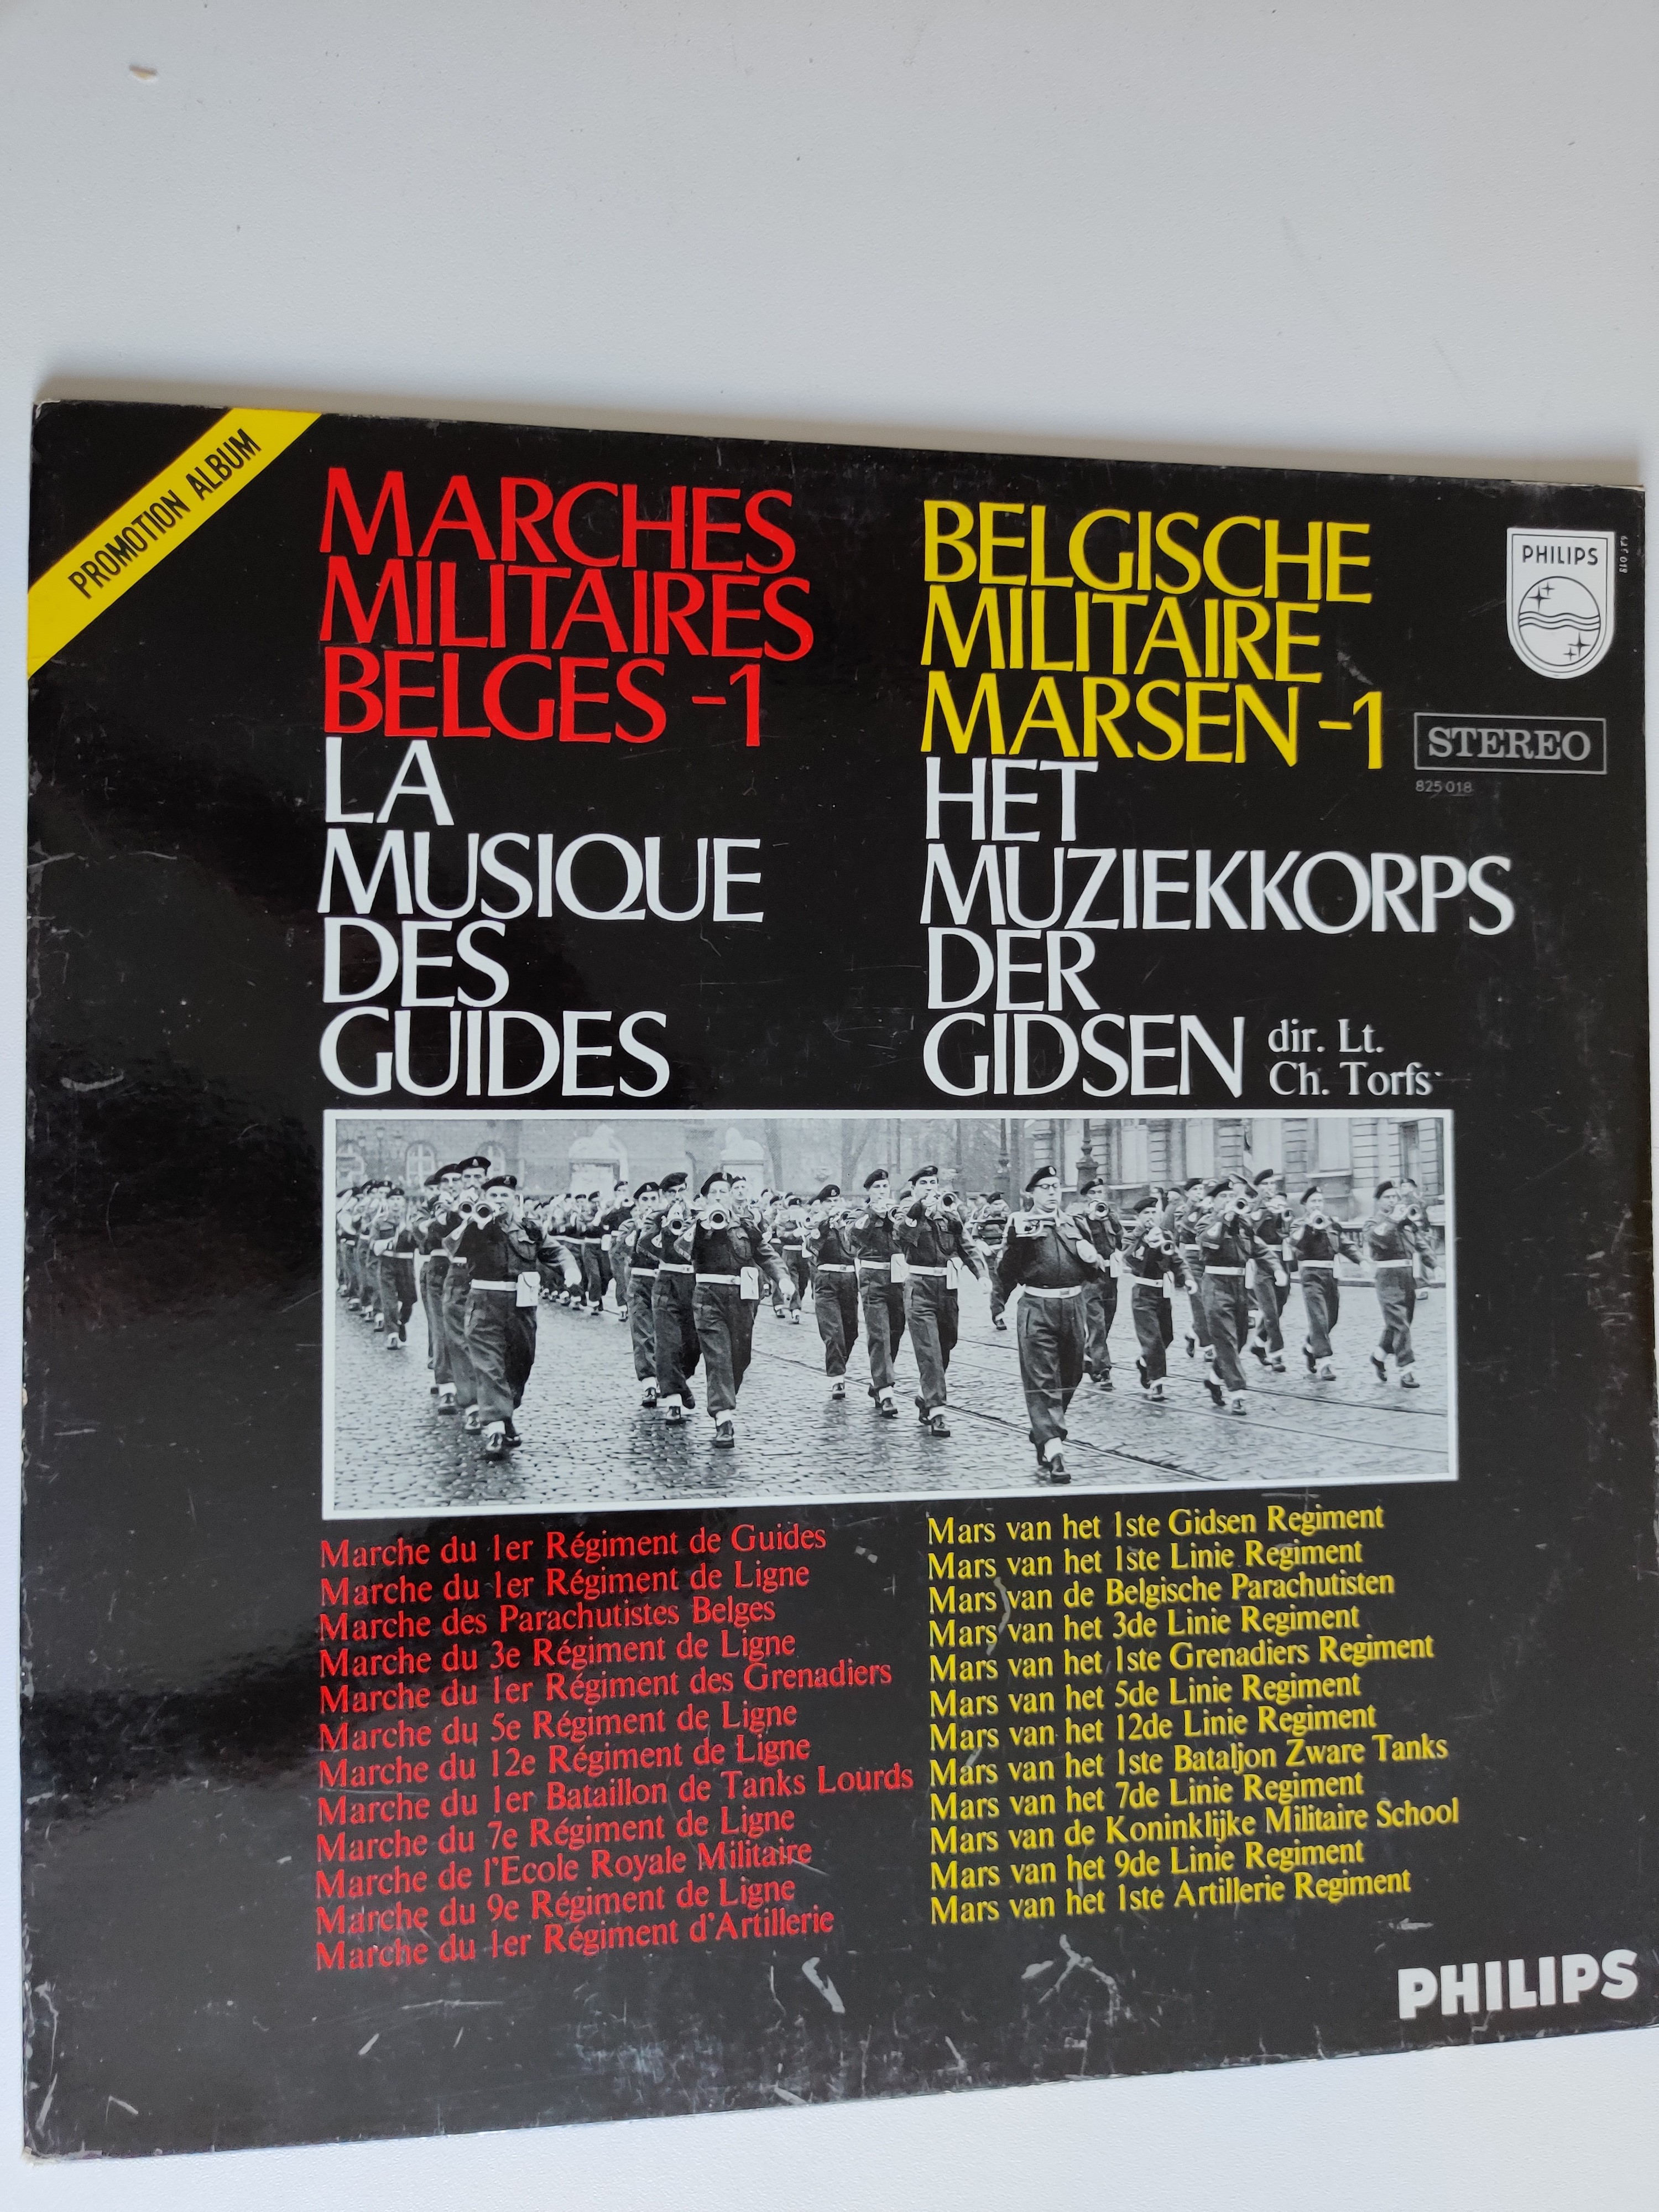 PROMOTION ALBUM
MARCHES
MILITAIRES
BELGES -1
LA
MUSIQUE
DES
GUIDES
BELGISCHE
MILITAIRE
MARSEN -1
HET
MUZIEKKORPS
DER
GIDSEN dir. Lt.
Ch. Torfs
PHILIPS
STEREO
825 018
Marche du 1er Régiment de Guides
Marche du 1er Régiment de Ligne
Marche des Parachutistes Belges
Marche du 3e Régiment de Ligne
Marche du 1er Régiment des Grenadiers
Marche du 5e Régiment de Ligne
Marche du 12e Régiment de Ligne
Marche du 1er Bataillon de Tanks Lourds
Marche du 7e Régiment de Ligne
Marche de l'Ecole Royale Militaire
Marche du 9e Régiment de Ligne
Marche du 1er Régiment d'Artillerie
Mars van het 1ste Gidsen Regiment
Mars van het 1ste Linie Regiment
Mars van de Belgische Parachutisten
Mars van het 3de Linie Regiment
Mars van het 1ste Grenadiers Regiment
Mars van het 5de Linie Regiment
Mars van het 12de Linie Regiment
Mars van het 1ste Bataljon Zware Tanks
Mars van het 7de Linie Regiment
Mars van de Koninklijke Militaire School
Mars van het 9de Linie Regiment
Mars van het 1ste Artillerie Regiment
PHILIPS